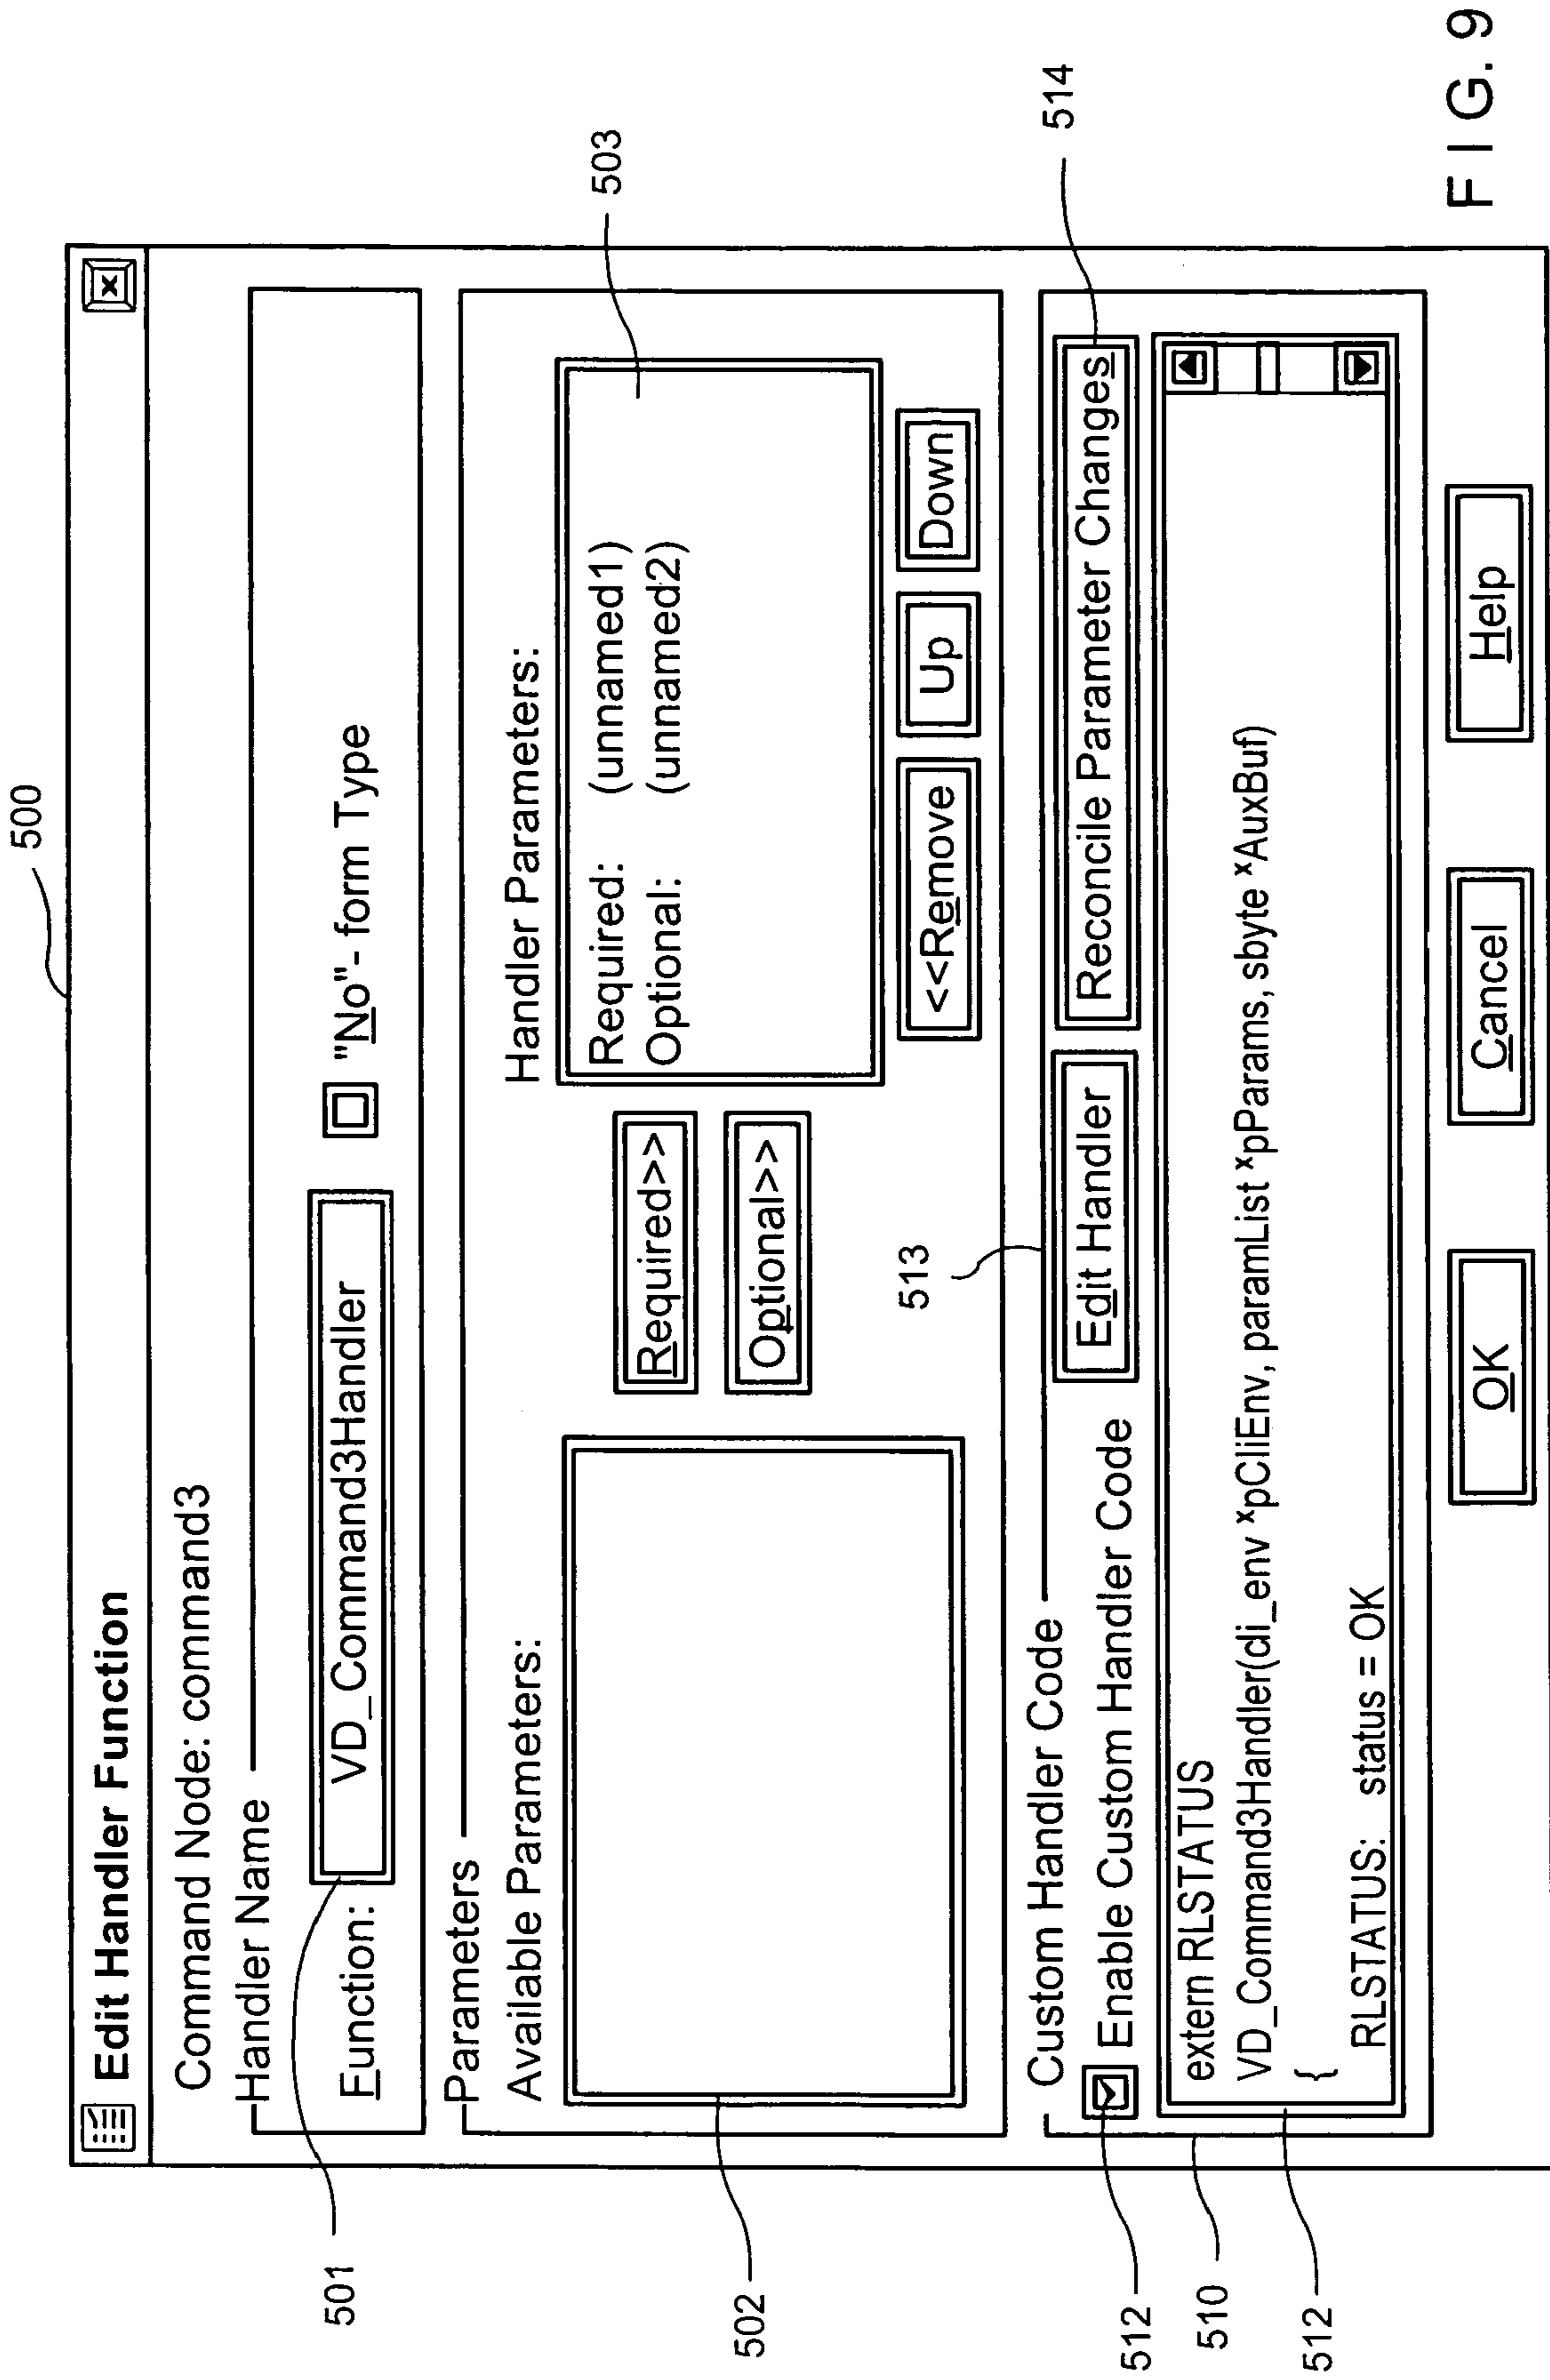 500
Edit Handler Function
x
Command Node: command3
Handler Name
Function: VD_Command3Handler "No"- form Type
501
Parameters
Available Parameters:
Handler Parameters:
Required>>
Optional>>
Required: (unnamed1)
Optional: (unnamed2)
503
502
<<Remove Up Down
513
Custom Handler Code
514
Enable Custom Handler Code Edit Handler Reconcile Parameter Changes
512
extern RLSTATUS
VD_Command3Handler(cli_env *pCliEnv, paramList *pParams, sbyte *AuxBuf)
{
RLSTATUS: status = OK
510
512
OK Cancel Help
FIG. 9